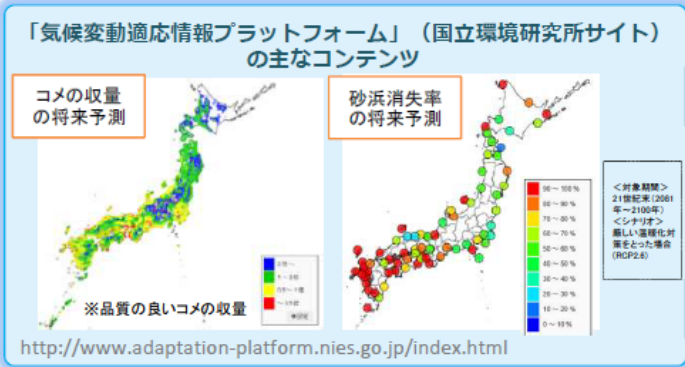 「気候変動適応情報プラットフォーム」（国立環境研究所サイト）
の主なコンテンツ
コメの収量
の将来予測
※品質の良いコメの収量
砂浜消失率
の将来予測
90～100%
80～90%
70～80%
60～70%
50～60%
40～50%
30～40%
20～30%
10～20%
0～10%
＜対象期間＞
21世紀末(2081
年～2100年)
＜シナリオ＞
厳しい温暖化対
策をとった場合
(RCP2.6)
http://www.adaptation-platform.nies.go.jp/index.html